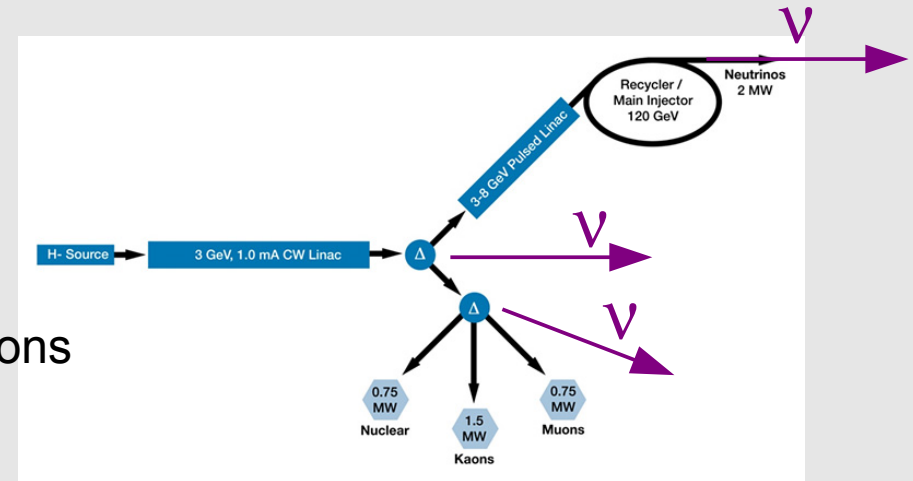 ν
Neutrinos
2 MW
Recycler /
Main Injector
120 GeV
3-8 GeV Pulsed Linac
ν
H- Source
3 GeV, 1.0 mA CW Linac
Δ
Δ
ν
ons
0.75
MW
Nuclear
1.5
MW
Kaons
0.75
MW
Muons